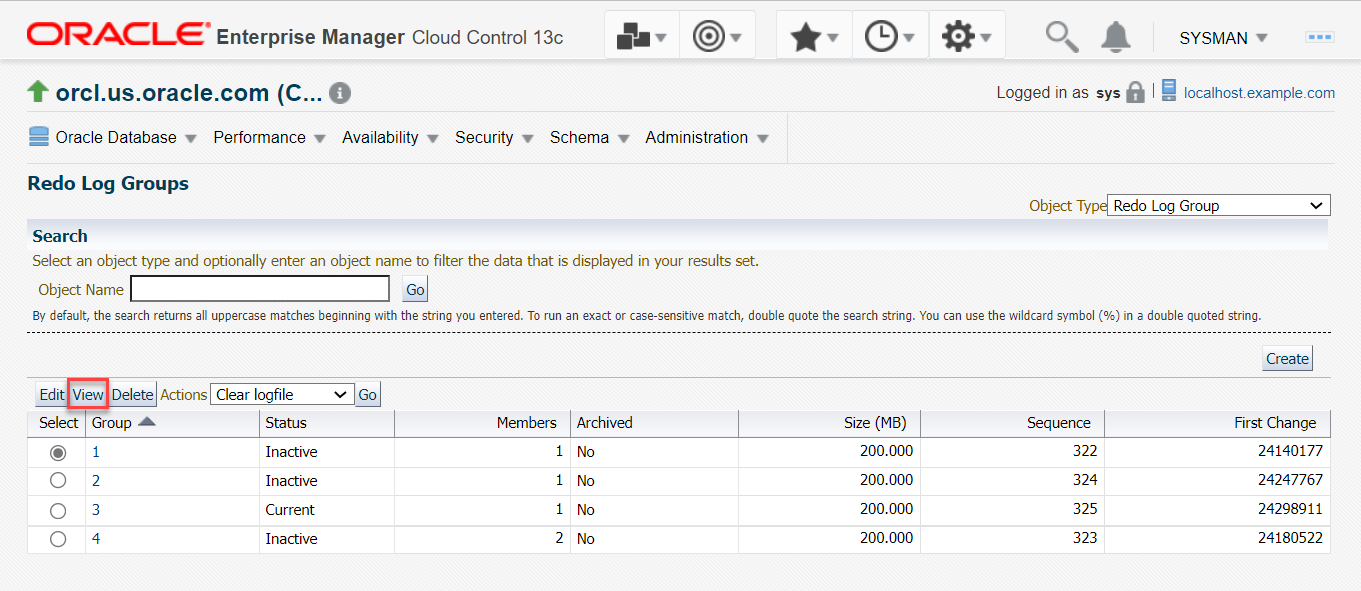 ORACLE Enterprise Manager Cloud Control 13c SYSMAN
orcl.us.oracle.com (C... Logged in as sys localhost.example.com
Oracle Database Performance Availability Security Schema Administration
Redo Log Groups
Object Type Redo Log Group
Search
Select an object type and optionally enter an object name to filter the data that is displayed in your results set.
Object Name Go
By default, the search returns all uppercase matches beginning with the string you entered. To run an exact or case-sensitive match, double quote the search string. You can use the wildcard symbol (%) in a double quoted string.
Create
Edit View Delete Actions Clear logfile Go
Select Group Status Members Archived Size (MB) Sequence First Change
1 Inactive 1 No 200.000 322 24140177
2 Inactive 1 No 200.000 324 24247767
3 Current 1 No 200.000 325 24298911
4 Inactive 2 No 200.000 323 24180522